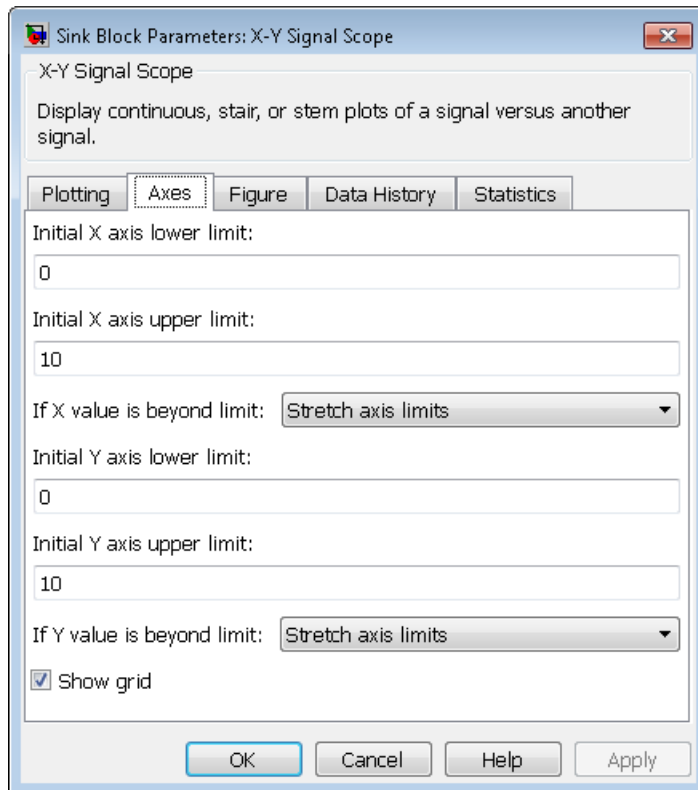 Sink Block Parameters: X-Y Signal Scope
X-Y Signal Scope
Display continuous, stair, or stem plots of a signal versus another
signal.
Plotting Axes Figure Data History Statistics
Initial X axis lower limit:
0
Initial X axis upper limit:
10
If X value is beyond limit: Stretch axis limits
Initial Y axis lower limit:
0
Initial Y axis upper limit:
10
If Y value is beyond limit: Stretch axis limits
Show grid
OK Cancel Help Apply